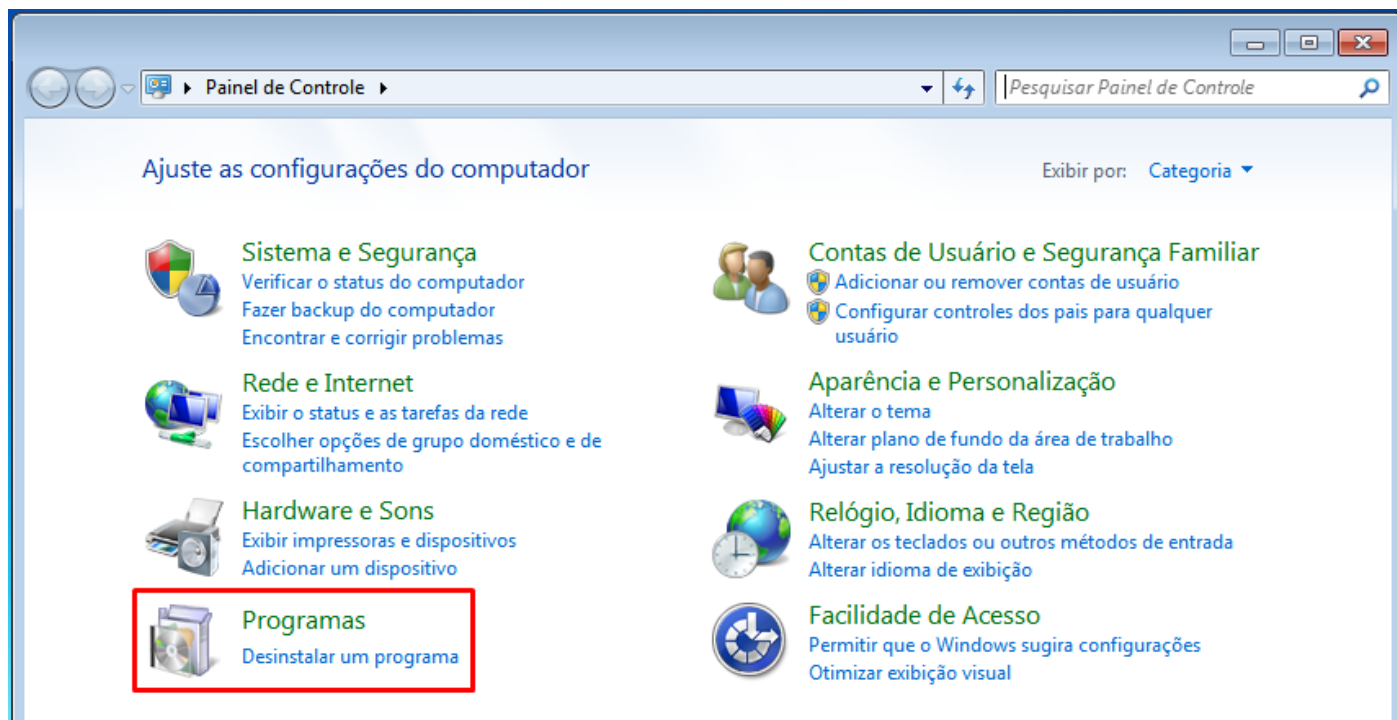 Painel de Controle
Pesquisar Painel de Controle
Ajuste as configurações do computador
Exibir por: Categoria
Sistema e Segurança
Verificar o status do computador
Fazer backup do computador
Encontrar e corrigir problemas
Rede e Internet
Exibir o status e as tarefas da rede
Escolher opções de grupo doméstico e de
compartilhamento
Hardware e Sons
Exibir impressoras e dispositivos
Adicionar um dispositivo
Programas
Desinstalar um programa
Contas de Usuário e Segurança Familiar
Adicionar ou remover contas de usuário
Configurar controles dos pais para qualquer
usuário
Aparência e Personalização
Alterar o tema
Alterar plano de fundo da área de trabalho
Ajustar a resolução da tela
Relógio, Idioma e Região
Alterar os teclados ou outros métodos de entrada
Alterar idioma de exibição
Facilidade de Acesso
Permitir que o Windows sugira configurações
Otimizar exibição visual